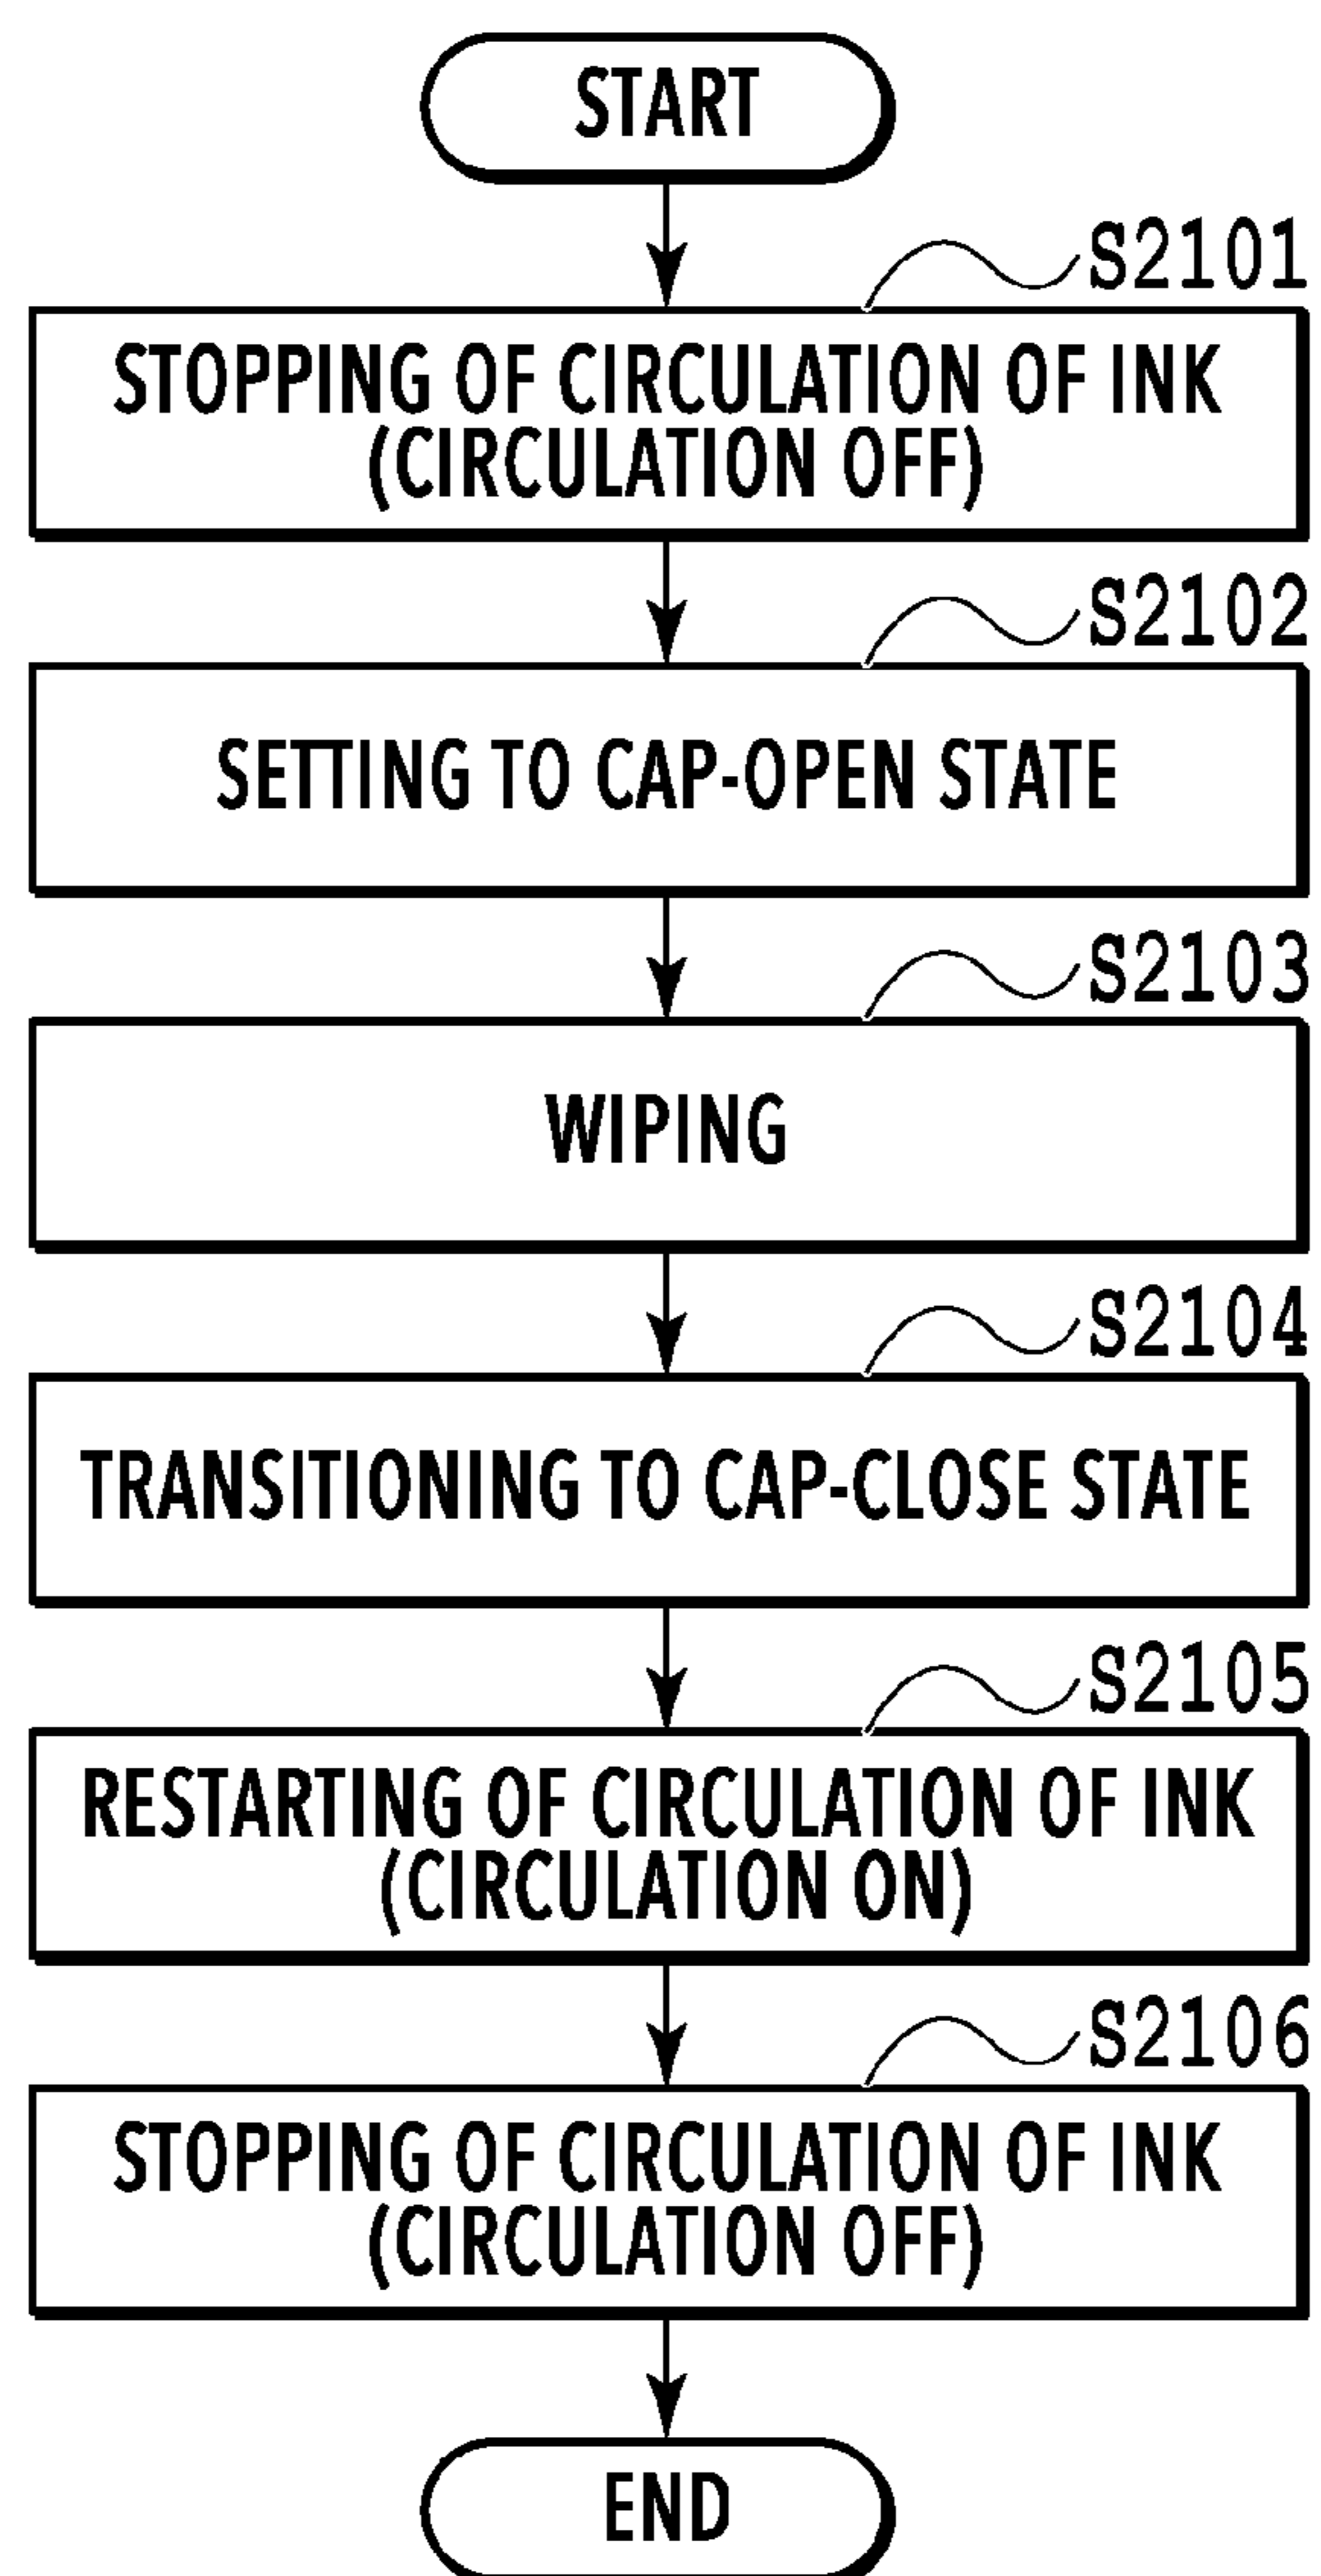 START
S2101
STOPPING OF CIRCULATION OF INK
(CIRCULATION OFF)
S2102
SETTING TO CAP-OPEN STATE
S2103
WIPING
S2104
TRANSITIONING TO CAP-CLOSE STATE
S2105
RESTARTING OF CIRCULATION OF INK
(CIRCULATION ON)
S2106
STOPPING OF CIRCULATION OF INK
(CIRCULATION OFF)
END